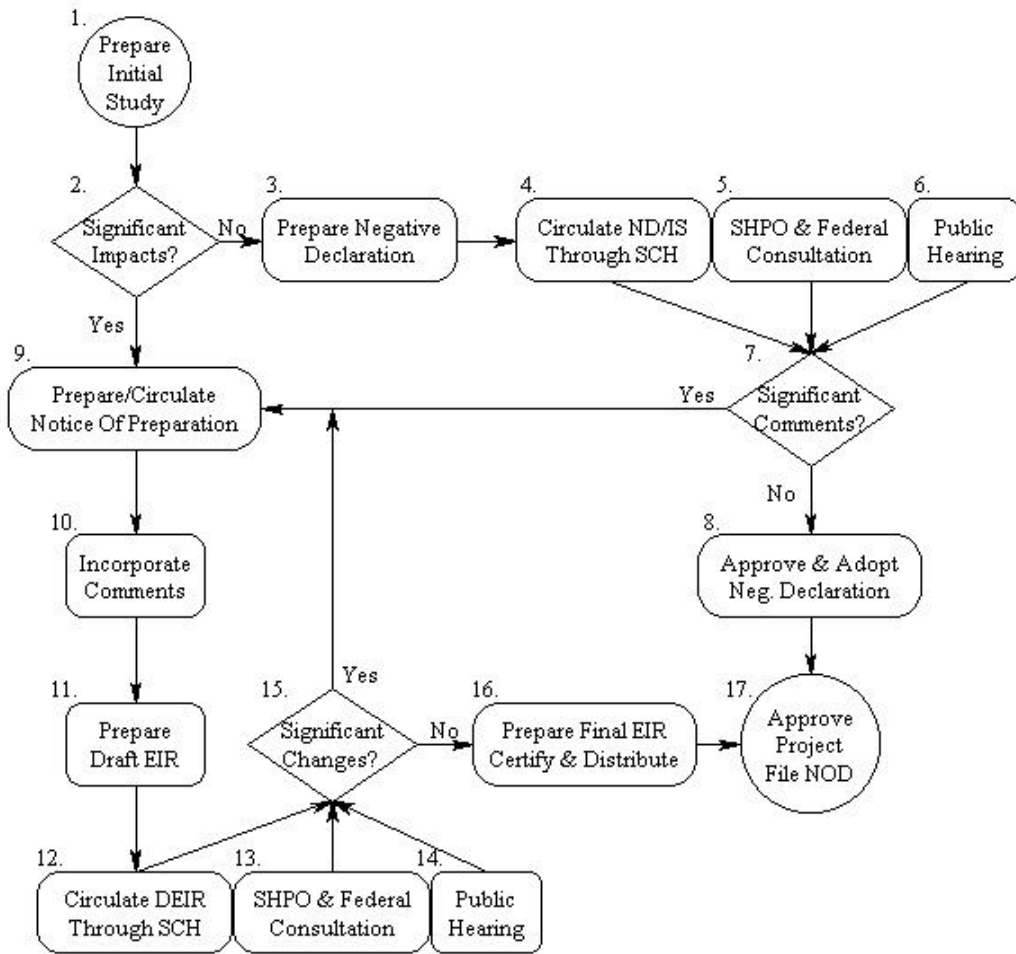 1.
Prepare
Initial
Study
2.
Significant
Impacts?
No
Yes
3.
Prepare Negative
Declaration
4.
Circulate ND/IS
Through SCH
5.
SHPO & Federal
Consultation
6.
Public
Hearing
7.
Significant
Comments?
Yes
No
8.
Approve & Adopt
Neg. Declaration
9.
Prepare/Circulate
Notice Of Preparation
10.
Incorporate
Comments
11.
Prepare
Draft EIR
12.
Circulate DEIR
Through SCH
13.
SHPO & Federal
Consultation
14.
Public
Hearing
15.
Significant
Changes?
Yes
No
16.
Prepare Final EIR
Certify & Distribute
17.
Approve
Project
File NOD